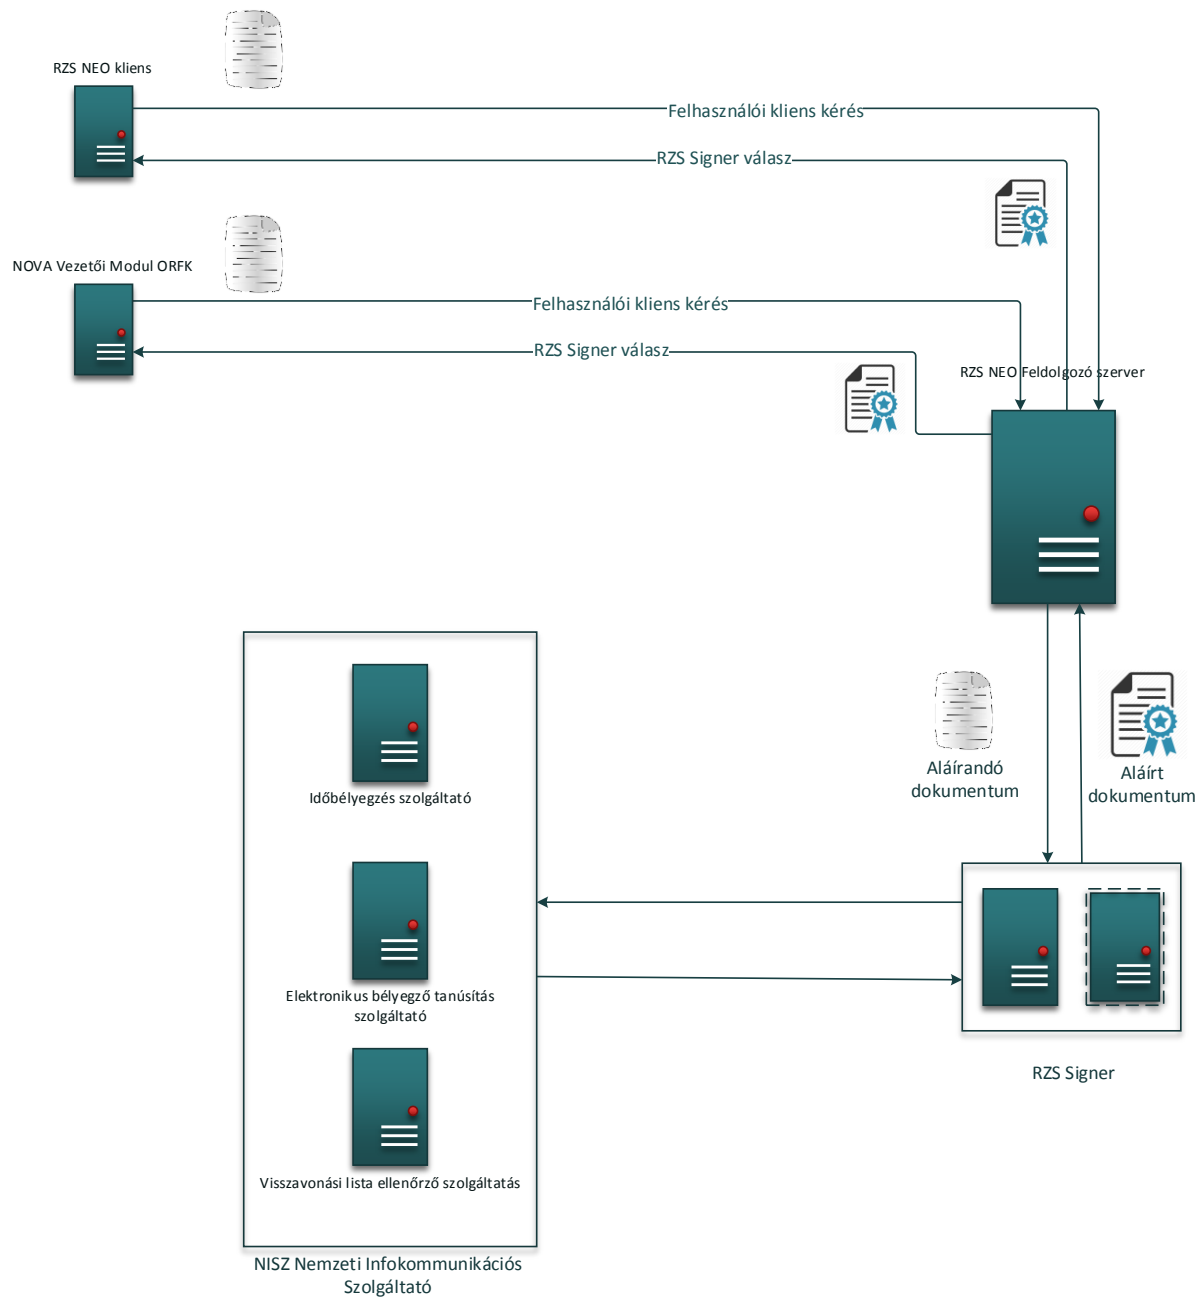 RZS NEO kliens
Felhasználói kliens kérés
RZS Signer válasz
NOVA Vezetői Modul ORFK
Felhasználói kliens kérés
RZS Signer válasz
RZS NEO Feldolgozó szerver
Aláírandó
dokumentum
Aláírt
dokumentum
Időbélyegzés szolgáltató
Elektronikus bélyegző tanúsítás
szolgáltató
Visszavonási lista ellenőrző szolgáltatás
RZS Signer
NISZ Nemzeti Infokommunikációs
Szolgáltató